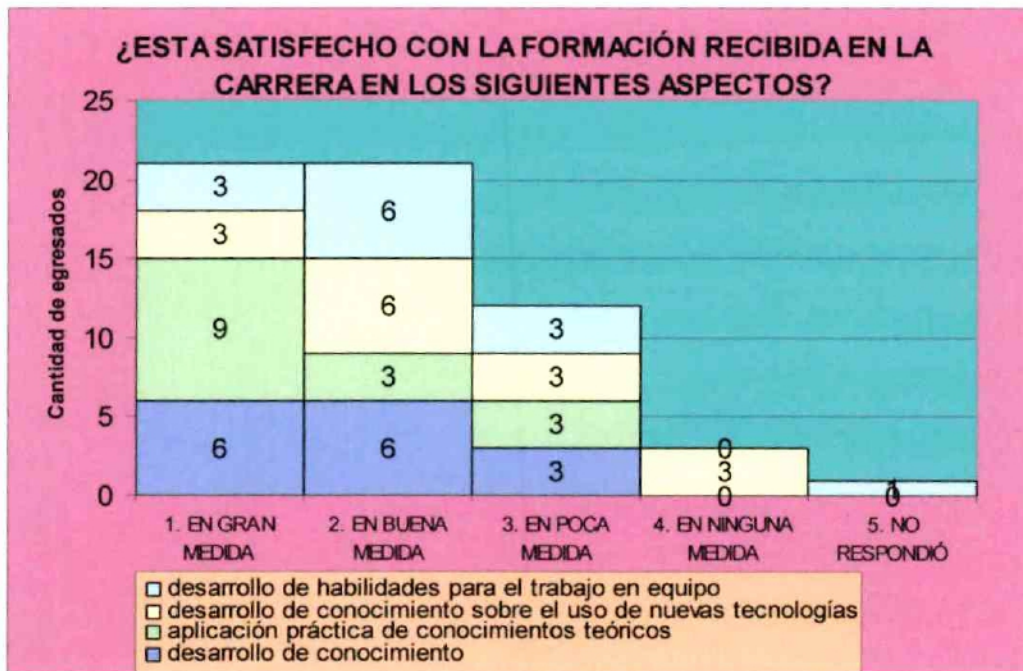 ¿ESTA SATISFECHO CON LA FORMACIÓN RECIBIDA EN LA
CARRERA EN LOS SIGUIENTES ASPECTOS?
Cantidad de egresados
25
20
15
10
5
0
3
3
9
6
6
6
3
6
3
3
3
3
0
3
0
1
0
1. EN GRAN
MEDIDA
2. EN BUENA
MEDIDA
3. EN POCA
MEDIDA
4. EN NINGUNA
MEDIDA
5. NO
RESPONDIÓ
desarrollo de habilidades para el trabajo en equipo
desarrollo de conocimiento sobre el uso de nuevas tecnologías
aplicación práctica de conocimientos teóricos
desarrollo de conocimiento